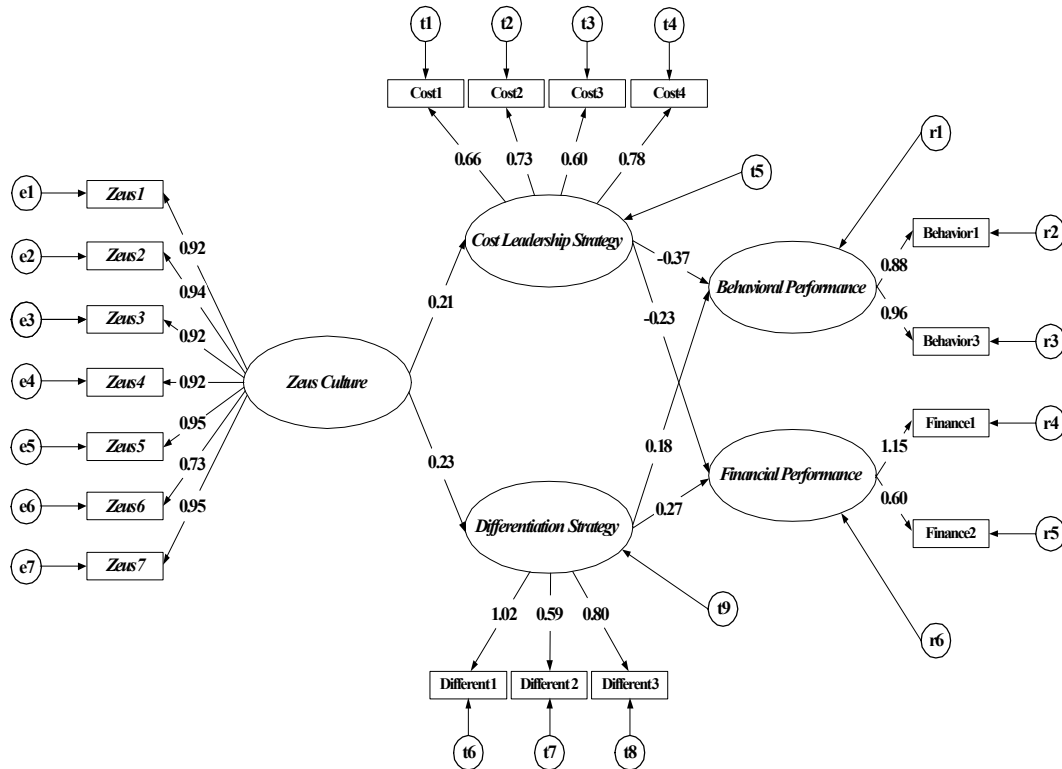 t1 t2 t3 t4
Cost1 Cost2 Cost3 Cost4
0.66 0.73 0.60 0.78
r1
t5
e1 Zeus1
0.92
e2 Zeus2
0.94
e3 Zeus3
0.92
e4 Zeus4
0.92
e5 Zeus5
0.95
e6 Zeus6
0.73
e7 Zeus7
0.95
Zeus Culture
0.21
0.23
Cost Leadership Strategy
-0.37
-0.23
Behavioral Performance
0.88
Behavior1 r2
0.96
Behavior3 r3
Differentiation Strategy
0.18
0.27
Financial Performance
1.15
Finance1 r4
0.60
Finance2 r5
t9
r6
1.02 0.59 0.80
Different1 Different 2 Different3
t6 t7 t8